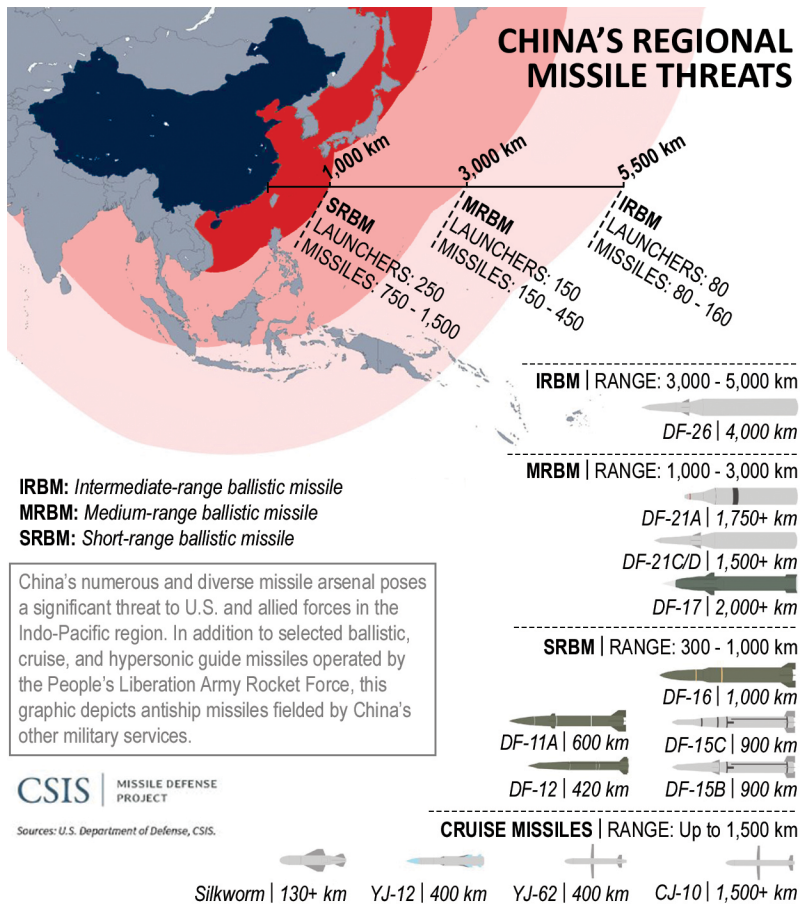 CHINA'S REGIONAL
MISSILE THREATS
1,000 km
3,000 km
5,500 km
SRBM
LAUNCHERS: 250
MISSILES: 750 - 1,500
MRBM
LAUNCHERS: 150
MISSILES: 150 - 450
IRBM
LAUNCHERS: 80
MISSILES: 80 - 160
IRBM | RANGE: 3,000 - 5,000 km
DF-26 | 4,000 km
MRBM | RANGE: 1,000 - 3,000 km
DF-21A | 1,750+ km
DF-21C/D | 1,500+ km
DF-17 | 2,000+ km
SRBM | RANGE: 300 - 1,000 km
DF-16 | 1,000 km
DF-11A | 600 km
DF-15C | 900 km
DF-12 | 420 km
DF-15B | 900 km
CRUISE MISSILES | RANGE: Up to 1,500 km
Silkworm | 130+ km
YJ-12 | 400 km
YJ-62 | 400 km
CJ-10 | 1,500+ km
IRBM: Intermediate-range ballistic missile
MRBM: Medium-range ballistic missile
SRBM: Short-range ballistic missile
China's numerous and diverse missile arsenal poses
a significant threat to U.S. and allied forces in the
Indo-Pacific region. In addition to selected ballistic,
cruise, and hypersonic guide missiles operated by
the People's Liberation Army Rocket Force, this
graphic depicts antiship missiles fielded by China's
other military services.
CSIS | MISSILE DEFENSE
PROJECT
Sources: U.S. Department of Defense, CSIS.